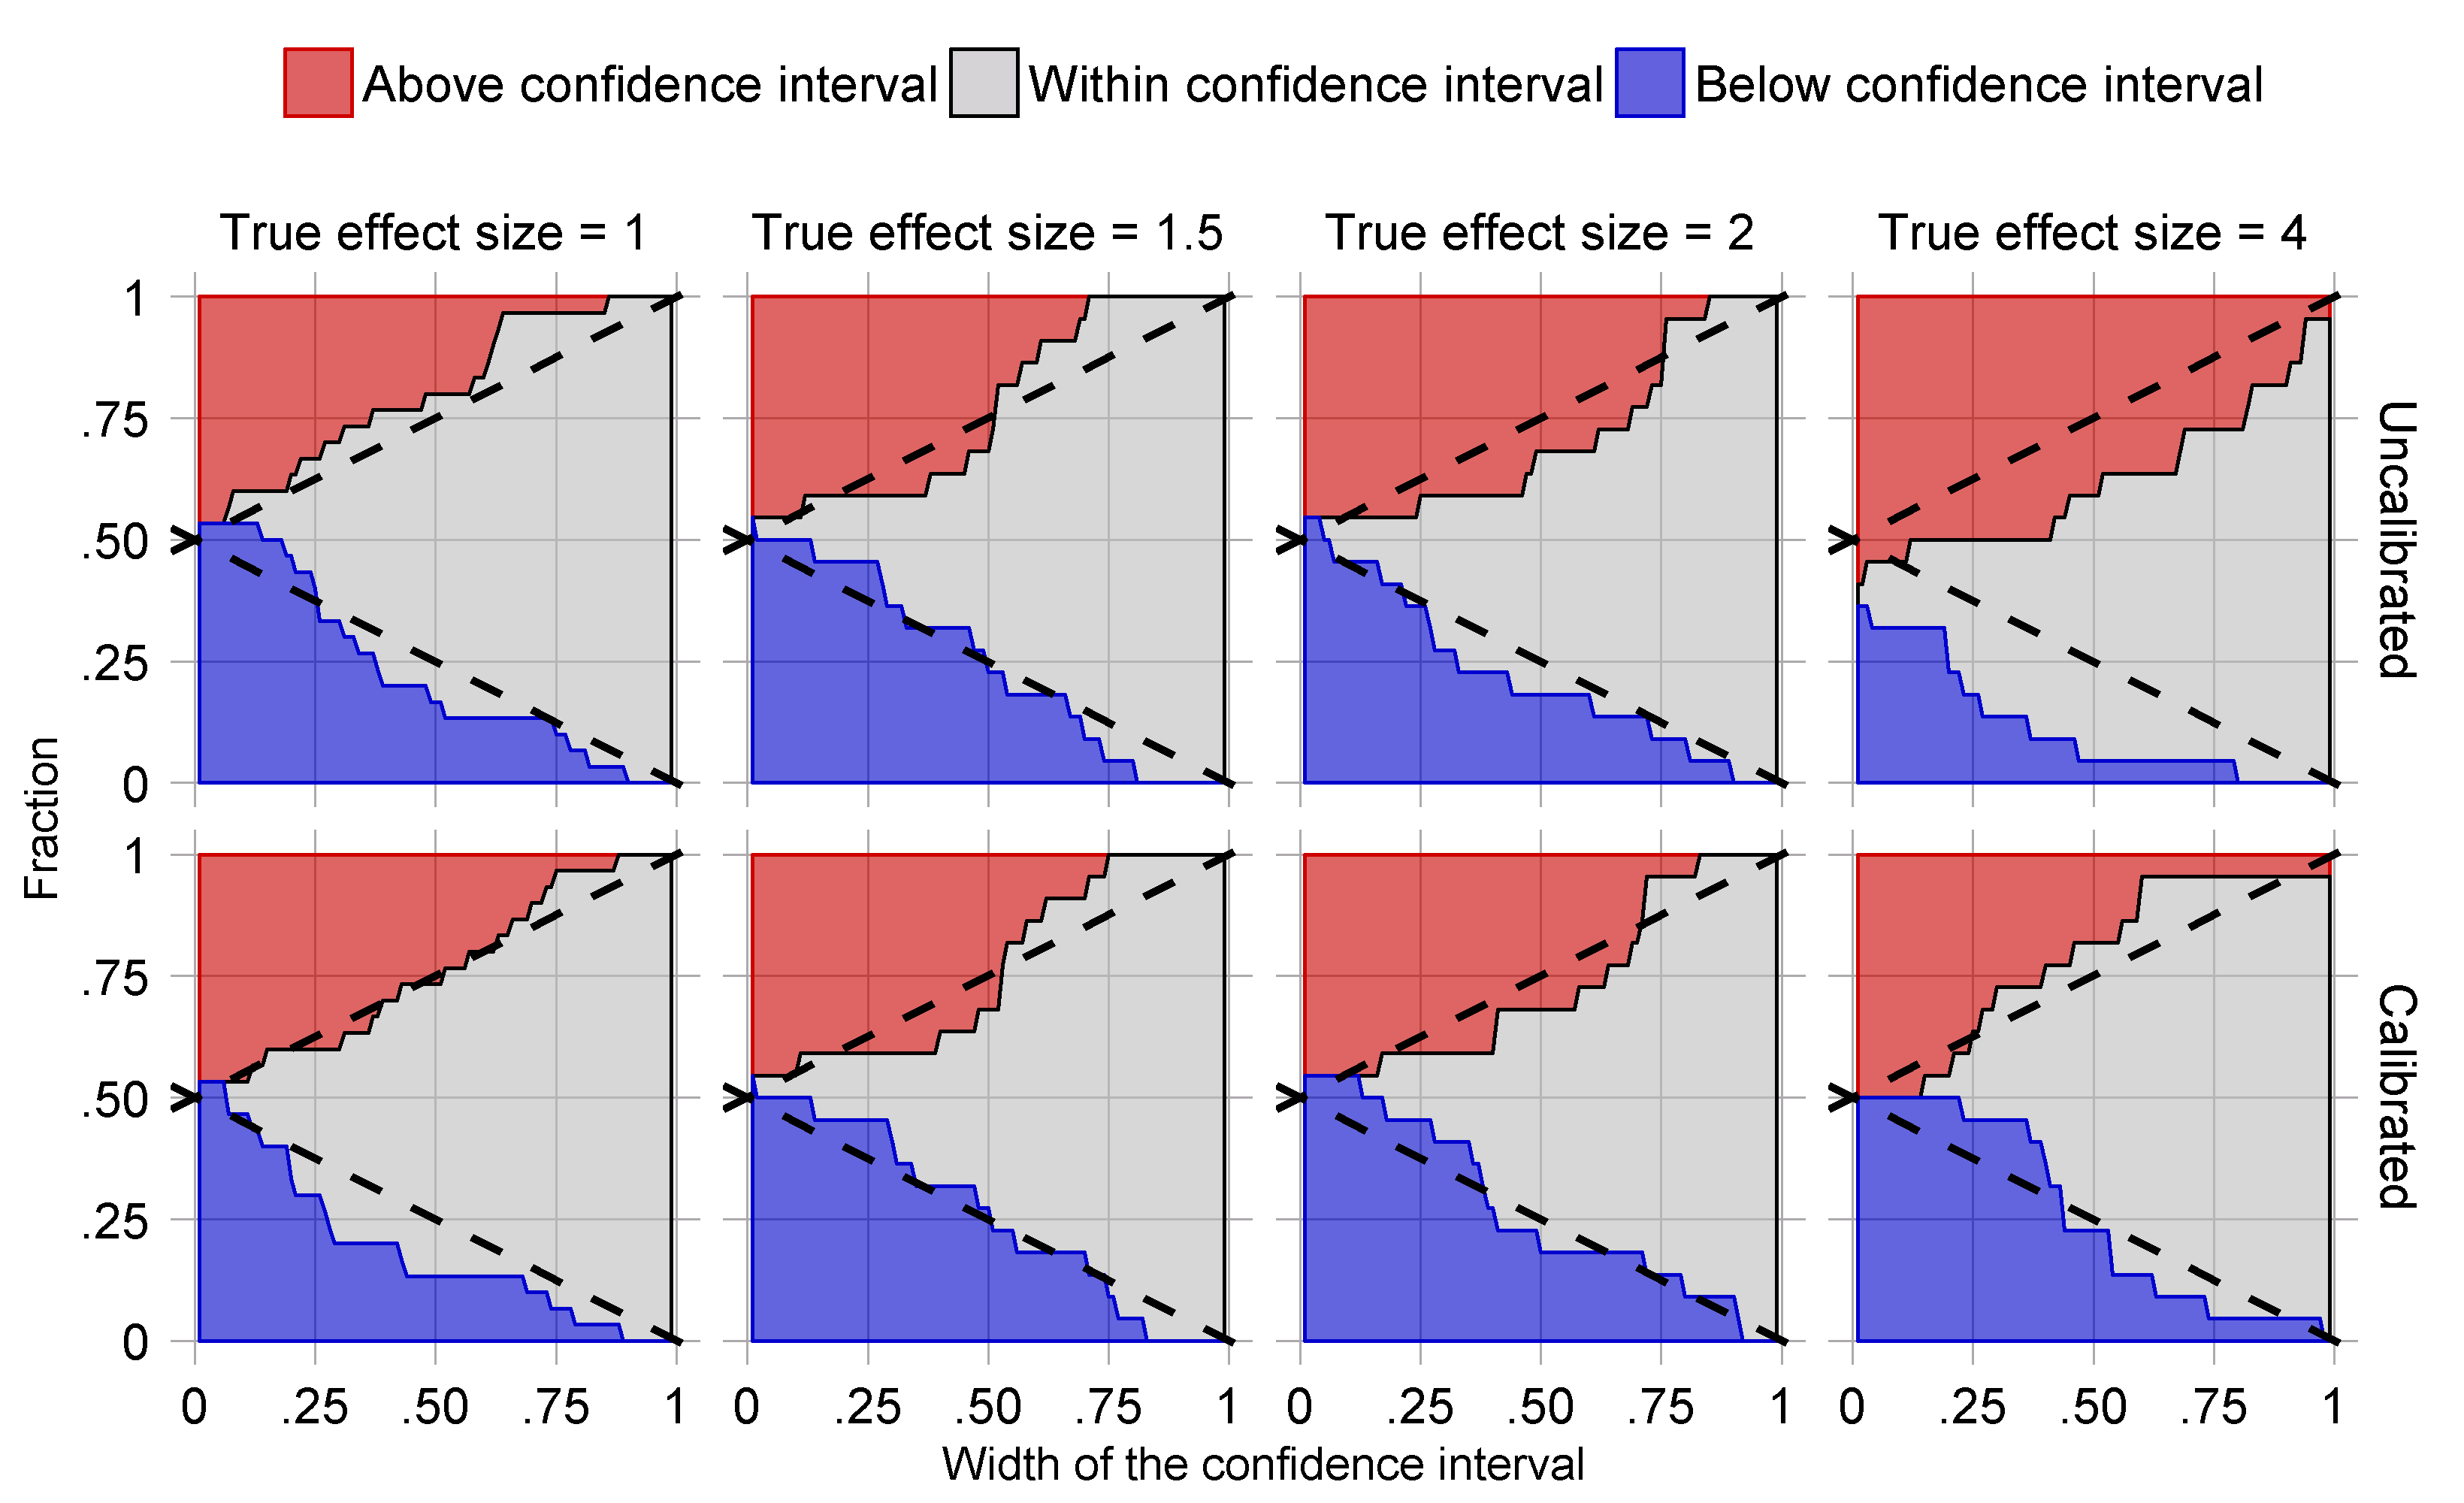 Above confidence interval Within confidence interval Below confidence interval
True effect size = 1 True effect size = 1.5 True effect size = 2 True effect size = 4
1
.75
.50
.25
0
Uncalibrated
Fraction
1
.75
.50
.25
0
Calibrated
0 .25 .50 .75 1 0 .25 .50 .75 1 0 .25 .50 .75 1 0 .25 .50 .75 1
Width of the confidence interval